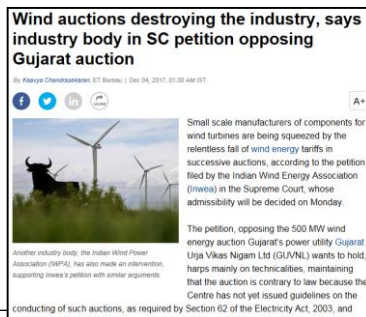 Wind auctions destroying the industry, says
industry body in SC petition opposing
Gujarat auction
By Kaavya Chandrasekaran, ET Bureau | Dec 04, 2017, 01.00 AM IST
A+
Small scale manufacturers of components for
wind turbines are being squeezed by the
relentless fall of wind energy tariffs in
successive auctions, according to the petition
filed by the Indian Wind Energy Association
(Inwea) in the Supreme Court, whose
admissibility will be decided on Monday.
The petition, opposing the 500 MW wind
energy auction Gujarat's power utility Gujarat
Urja Vikas Nigam Ltd (GUVNL) wants to hold,
harps mainly on technicalities, maintaining
that the auction is contrary to law because the
Centre has not yet issued guidelines on the
Another industry body, the Indian Wind Power
Association (IWPA), has also made an intervention,
supporting Inwea's petition with similar arguments.
conducting of such auctions, as required by Section 62 of the Electricity Act, 2003, and